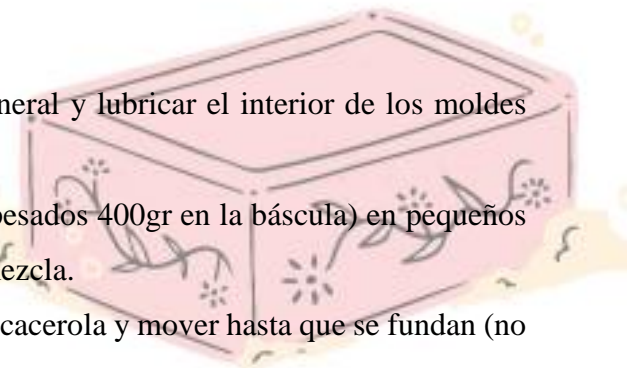 neral y lubricar el interior de los moldes
pesados 400gr en la báscula) en pequeños
nezcla.
cacerola y mover hasta que se fundan (no